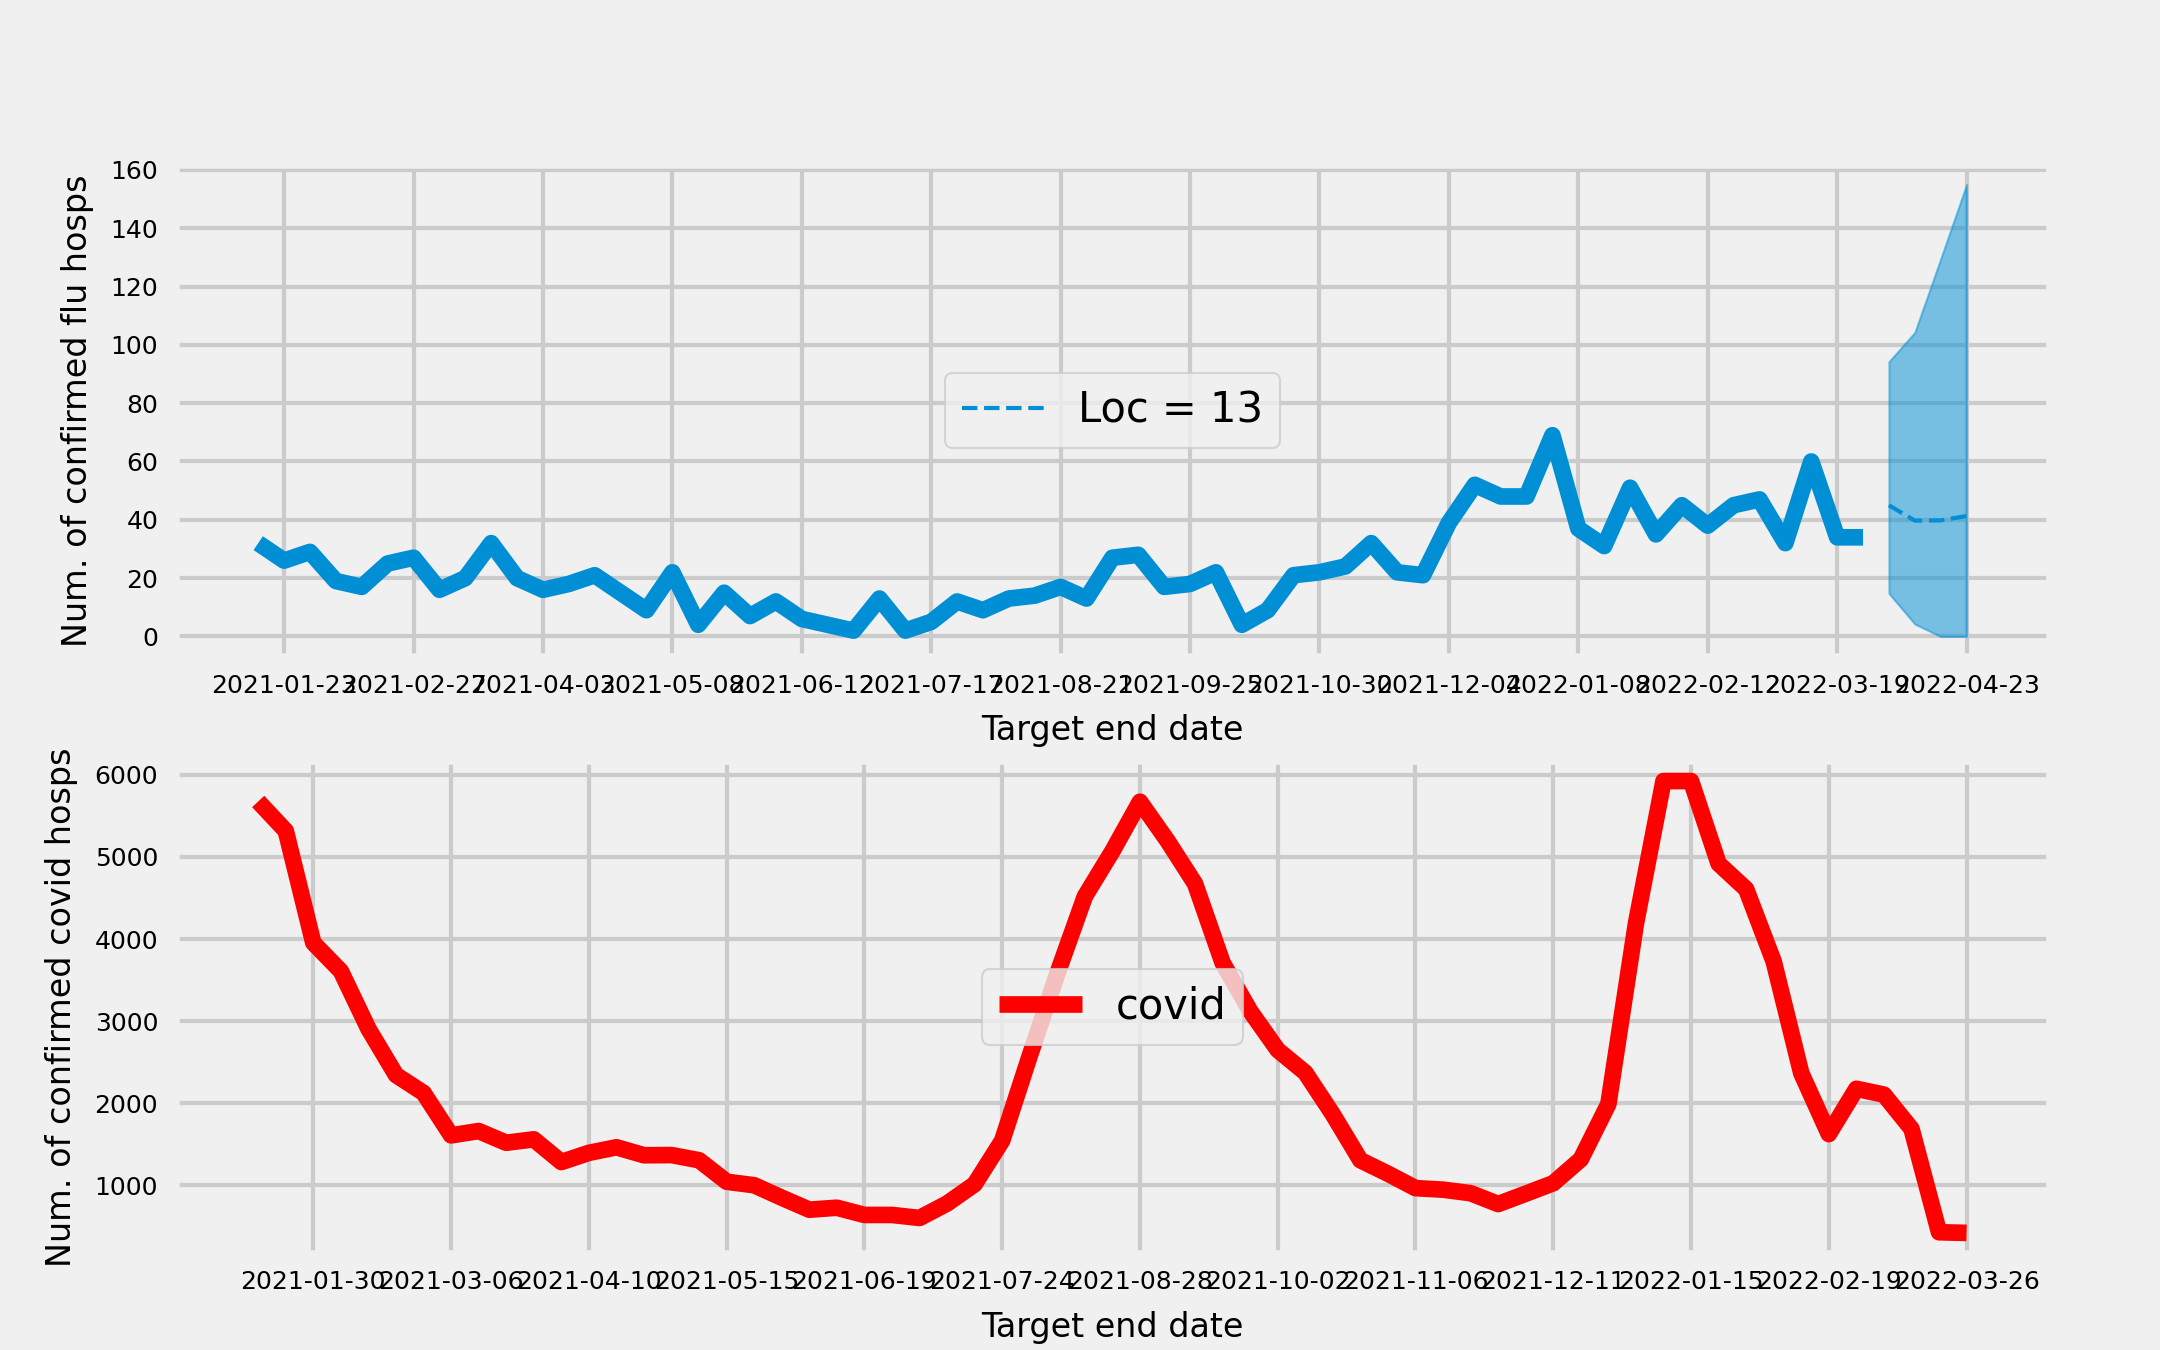 Num. of confirmed flu hosps
160
140
120
100
80
60
40
20
0
Loc = 13
2021-01-23 2021-02-27 2021-04-03 2021-05-08 2021-06-12 2021-07-17 2021-08-21 2021-09-25 2021-10-30 2021-12-04 2022-01-08 2022-02-12 2022-03-19 2022-04-23
Target end date
Num. of confirmed covid hosps
6000
5000
4000
3000
2000
1000
covid
2021-01-30 2021-03-06 2021-04-10 2021-05-15 2021-06-19 2021-07-24 2021-08-28 2021-10-02 2021-11-06 2021-12-11 2022-01-15 2022-02-19 2022-03-26
Target end date